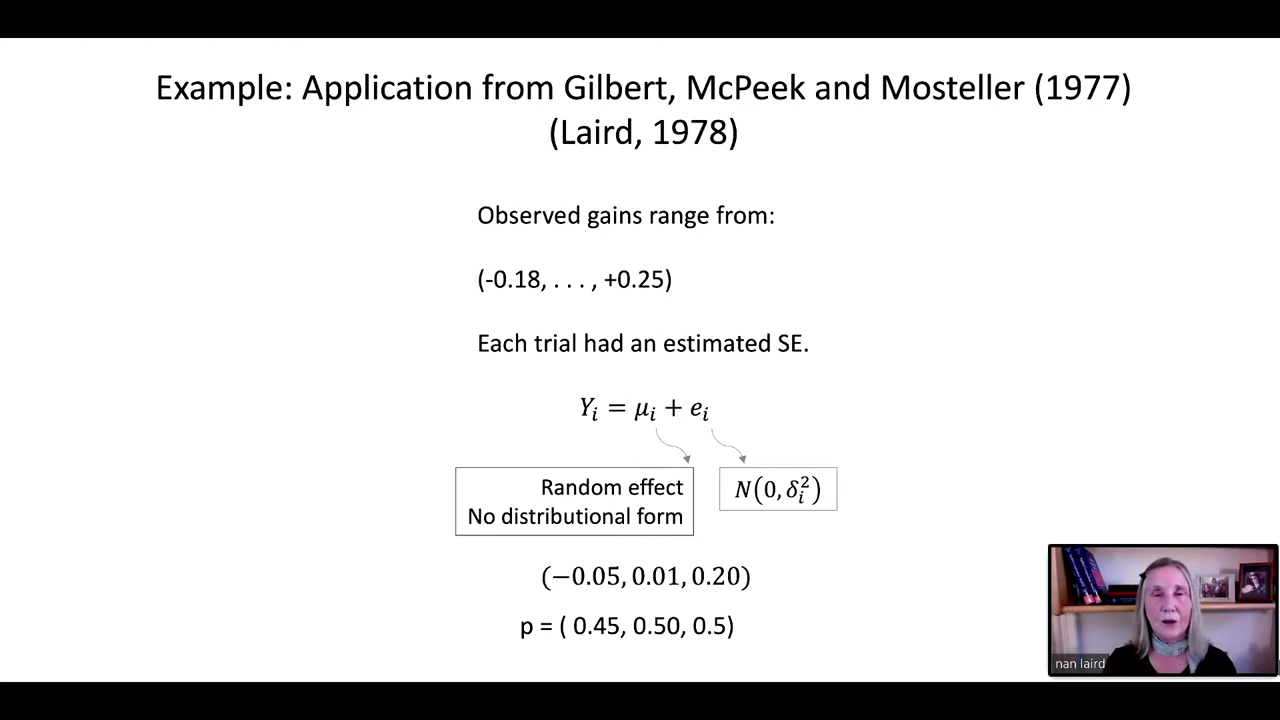 Example: Application from Gilbert, McPeek and Mosteller (1977)
(Laird, 1978)
Observed gains range from:
(-0.18, . . . , +0.25)
Each trial had an estimated SE.
Yᵢ = μᵢ + eᵢ
Random effect
No distributional form
N(0, δᵢ²)
(−0.05, 0.01, 0.20)
p = ( 0.45, 0.50, 0.5)
nan laird